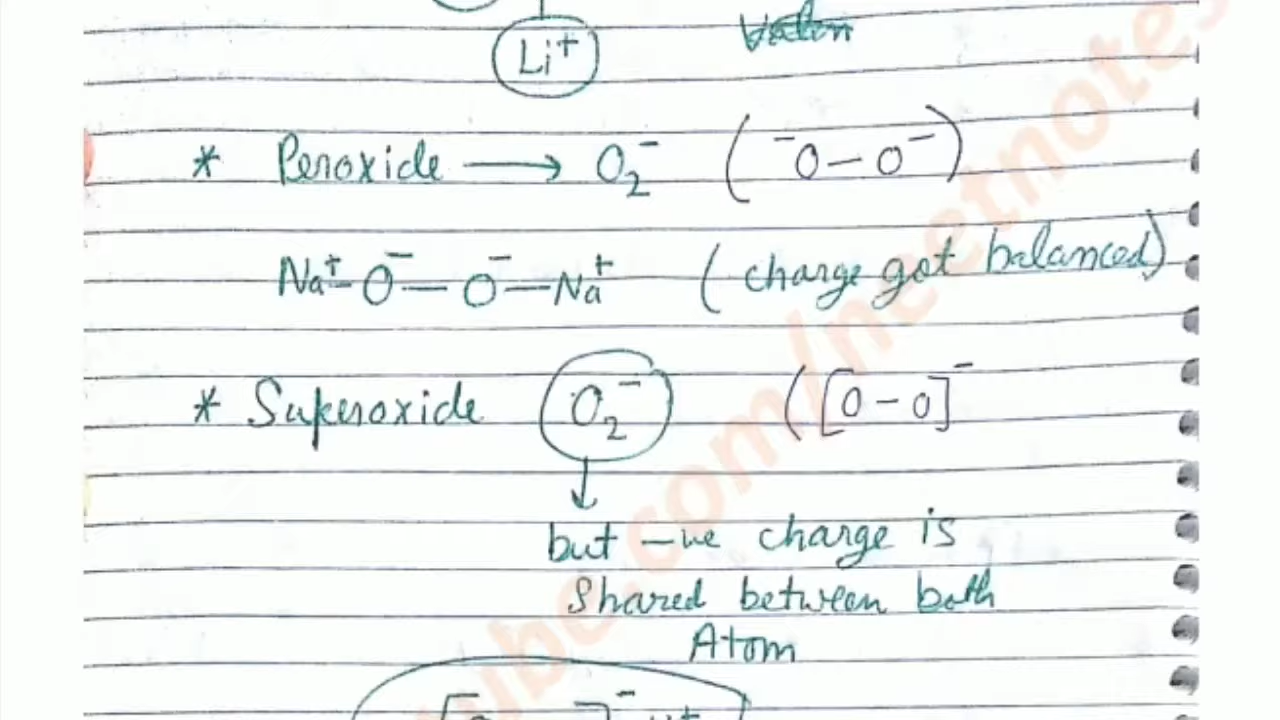 Li⁺
* Peroxide ⟶ O₂⁻ (⁻O – O⁻)
Na⁺– O⁻ – O⁻ – Na⁺ (charge got balanced)
* Superoxide O₂⁻ ([O – O]⁻
↓
but –ve charge is
shared between both
Atom